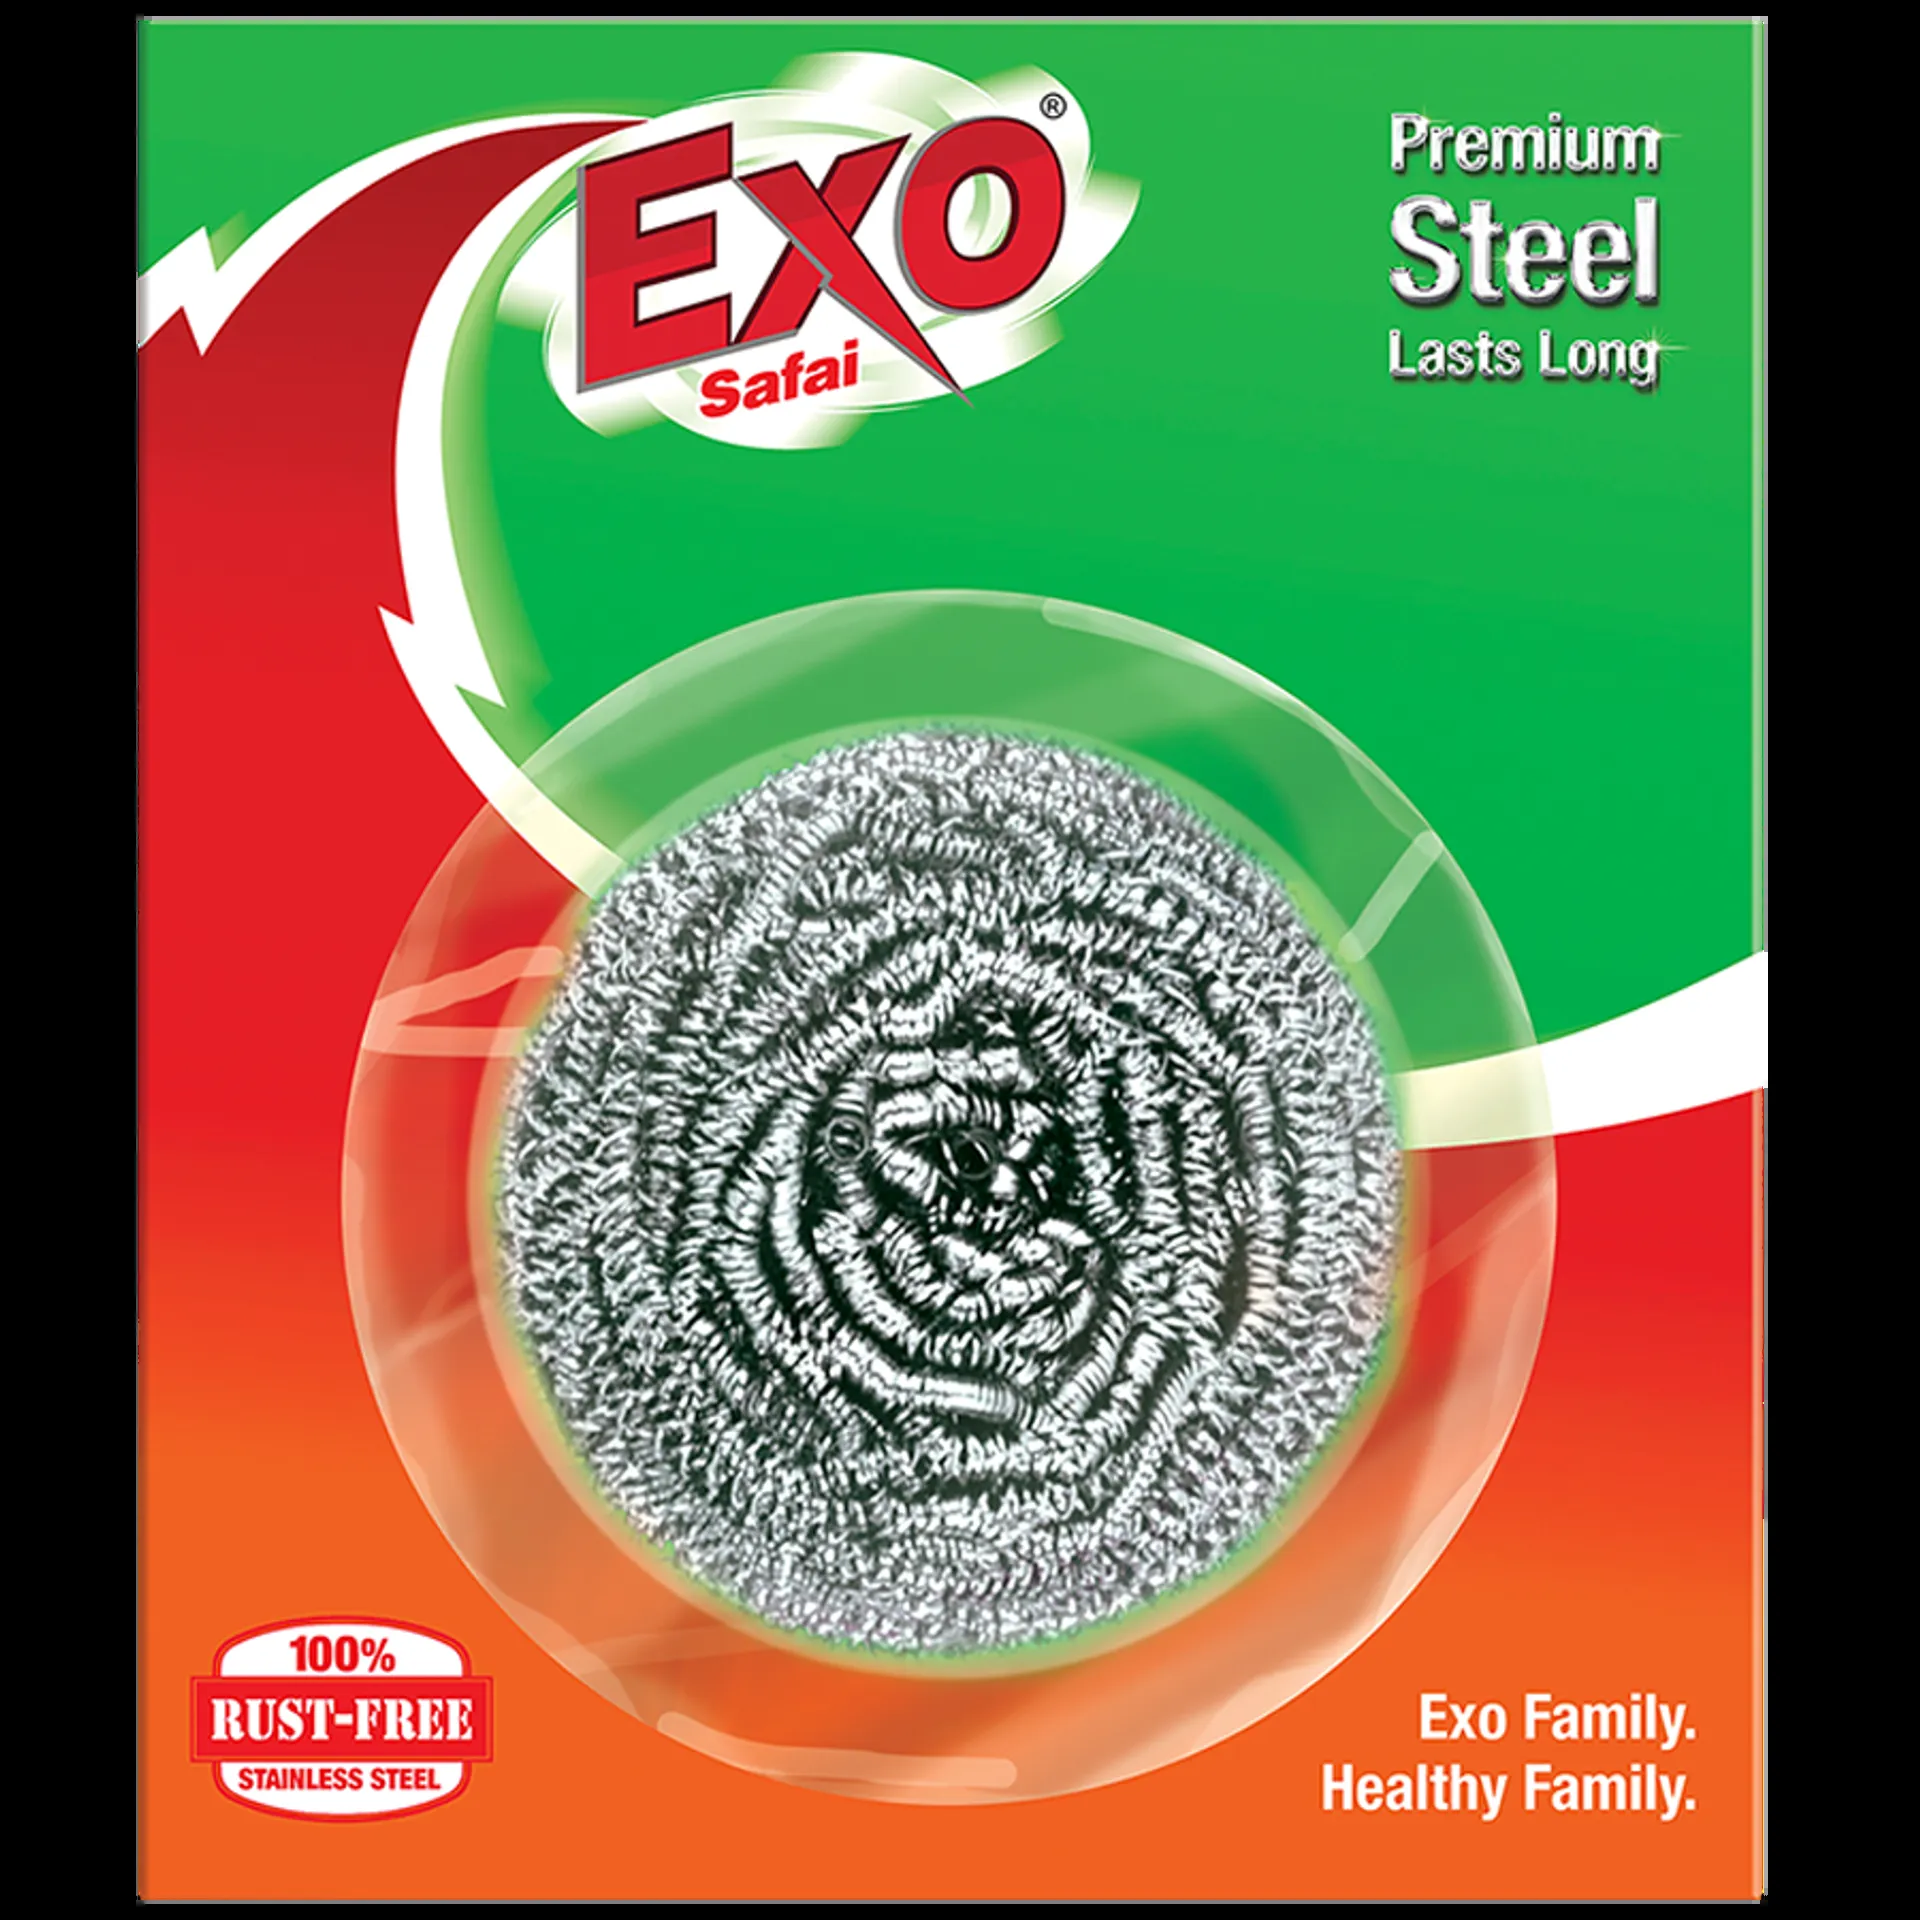 Exo®
Safai
Premium
Steel
Lasts Long
100%
RUST-FREE
STAINLESS STEEL
Exo Family.
Healthy Family.